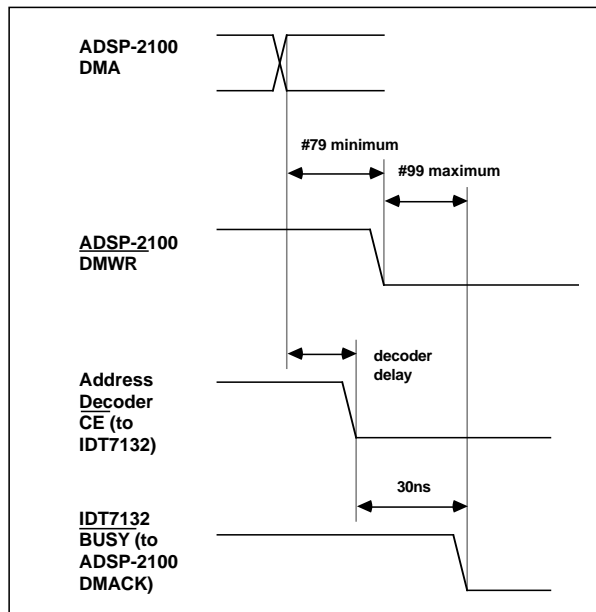 ADSP-2100
DMA
#79 minimum
#99 maximum
ADSP-2100
DMWR
decoder
delay
Address
Decoder
CE (to
IDT7132)
30ns
IDT7132
BUSY (to
ADSP-2100
DMACK)